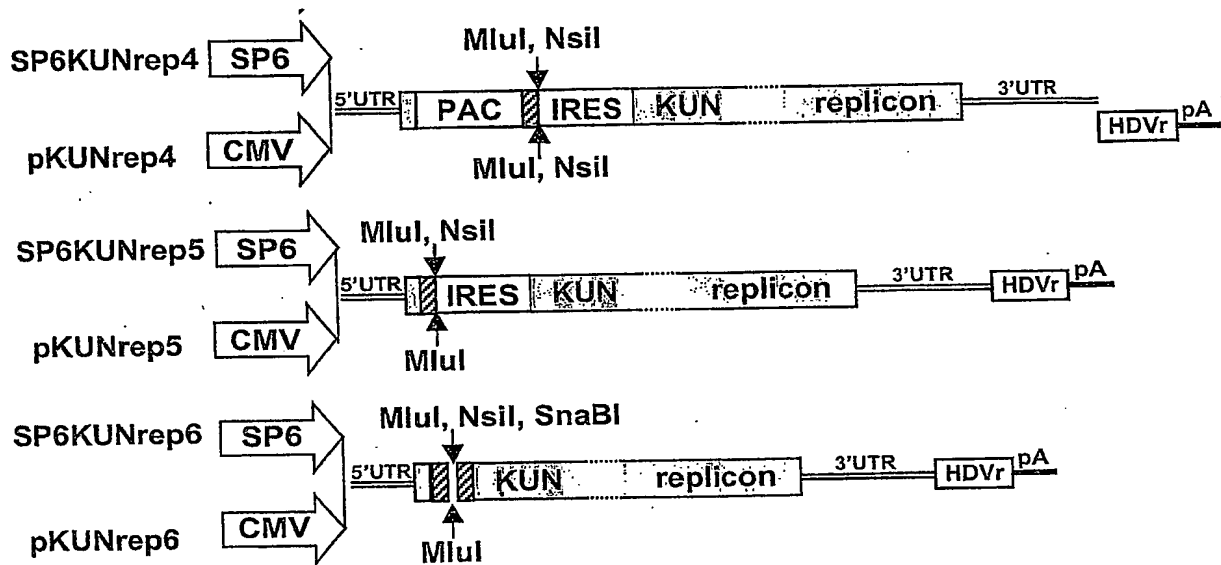 MluI, NsiI
SP6KUNrep4 SP6
5'UTR PAC IRES KUN replicon 3'UTR
HDVr pA
pKUNrep4 CMV
MluI, NsiI
SP6KUNrep5 SP6
MluI, NsiI
5'UTR IRES KUN replicon 3'UTR HDVr pA
pKUNrep5 CMV
MluI
SP6KUNrep6 SP6
MluI, NsiI, SnaBI
5'UTR KUN replicon 3'UTR HDVr pA
pKUNrep6 CMV
MluI